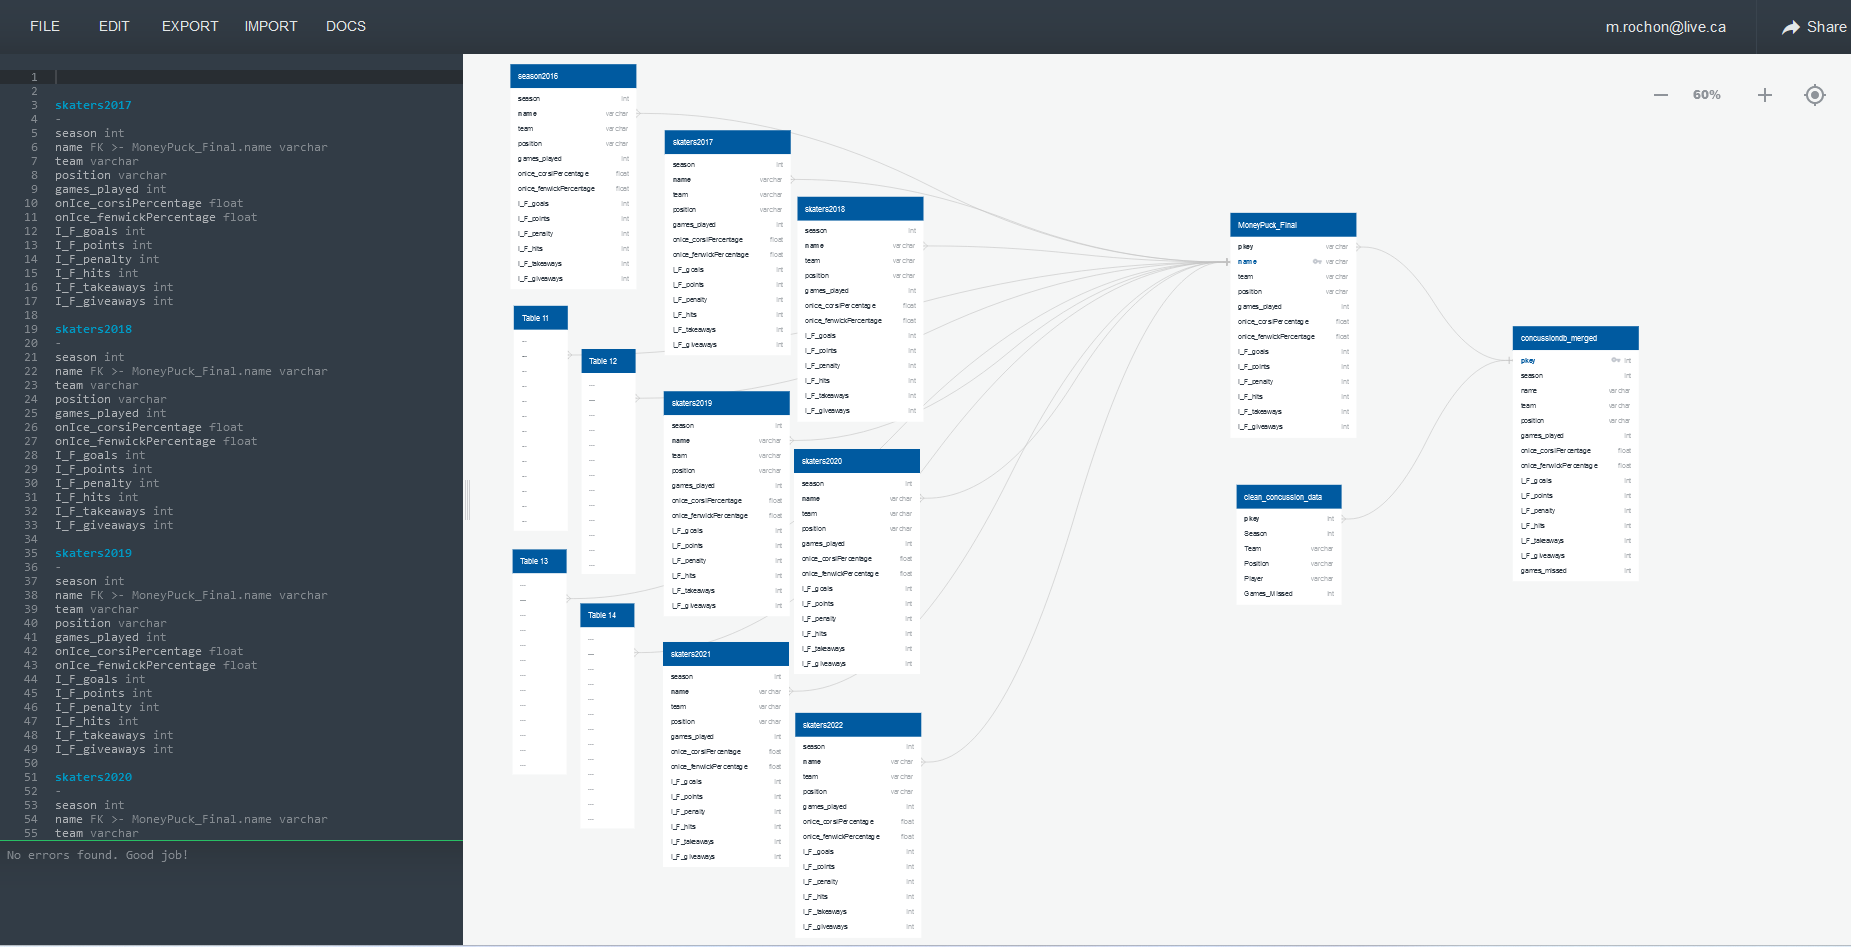 FILE EDIT EXPORT IMPORT DOCS m.rochon@live.ca Share
1
2
3 skaters2017
4 -
5 season int
6 name FK >- MoneyPuck_Final.name varchar
7 team varchar
8 position varchar
9 games_played int
10 onIce_corsiPercentage float
11 onIce_fenwickPercentage float
12 I_F_goals int
13 I_F_points int
14 I_F_penalty int
15 I_F_hits int
16 I_F_takeaways int
17 I_F_giveaways int
18
19 skaters2018
20 -
21 season int
22 name FK >- MoneyPuck_Final.name varchar
23 team varchar
24 position varchar
25 games_played int
26 onIce_corsiPercentage float
27 onIce_fenwickPercentage float
28 I_F_goals int
29 I_F_points int
30 I_F_penalty int
31 I_F_hits int
32 I_F_takeaways int
33 I_F_giveaways int
34
35 skaters2019
36 -
37 season int
38 name FK >- MoneyPuck_Final.name varchar
39 team varchar
40 position varchar
41 games_played int
42 onIce_corsiPercentage float
43 onIce_fenwickPercentage float
44 I_F_goals int
45 I_F_points int
46 I_F_penalty int
47 I_F_hits int
48 I_F_takeaways int
49 I_F_giveaways int
50
51 skaters2020
52 -
53 season int
54 name FK >- MoneyPuck_Final.name varchar
55 team varchar
No errors found. Good job!
60%
season2016
season int
name varchar
team varchar
position varchar
games_played int
onIce_corsiPercentage float
onIce_fenwickPercentage float
I_F_goals int
I_F_points int
I_F_penalty int
I_F_hits int
I_F_takeaways int
I_F_giveaways int
skaters2017
season int
name varchar
team varchar
position varchar
games_played int
onIce_corsiPercentage float
onIce_fenwickPercentage float
I_F_goals int
I_F_points int
I_F_penalty int
I_F_hits int
I_F_takeaways int
I_F_giveaways int
skaters2018
season int
name varchar
team varchar
position varchar
games_played int
onIce_corsiPercentage float
onIce_fenwickPercentage float
I_F_goals int
I_F_points int
I_F_penalty int
I_F_hits int
I_F_takeaways int
I_F_giveaways int
Table 11
Table 12
skaters2019
season int
name varchar
team varchar
position varchar
games_played int
onIce_corsiPercentage float
onIce_fenwickPercentage float
I_F_goals int
I_F_points int
I_F_penalty int
I_F_hits int
I_F_takeaways int
I_F_giveaways int
skaters2020
season int
name varchar
team varchar
position varchar
games_played int
onIce_corsiPercentage float
onIce_fenwickPercentage float
I_F_goals int
I_F_points int
I_F_penalty int
I_F_hits int
I_F_takeaways int
I_F_giveaways int
Table 13
Table 14
skaters2021
season int
name varchar
team varchar
position varchar
games_played int
onIce_corsiPercentage float
onIce_fenwickPercentage float
I_F_goals int
I_F_points int
I_F_penalty int
I_F_hits int
I_F_takeaways int
I_F_giveaways int
skaters2022
season int
name varchar
team varchar
position varchar
games_played int
onIce_corsiPercentage float
onIce_fenwickPercentage float
I_F_goals int
I_F_points int
I_F_penalty int
I_F_hits int
I_F_takeaways int
I_F_giveaways int
MoneyPuck_Final
pkey varchar
name varchar
team varchar
position varchar
games_played int
onIce_corsiPercentage float
onIce_fenwickPercentage float
I_F_goals int
I_F_points int
I_F_penalty int
I_F_hits int
I_F_takeaways int
I_F_giveaways int
clean_concussion_data
pkey int
Season int
Team varchar
Position varchar
Player varchar
Games_Missed int
concussiondb_merged
pkey int
season int
name varchar
team varchar
position varchar
games_played int
onIce_corsiPercentage float
onIce_fenwickPercentage float
I_F_goals int
I_F_points int
I_F_penalty int
I_F_hits int
I_F_takeaways int
I_F_giveaways int
games_missed int